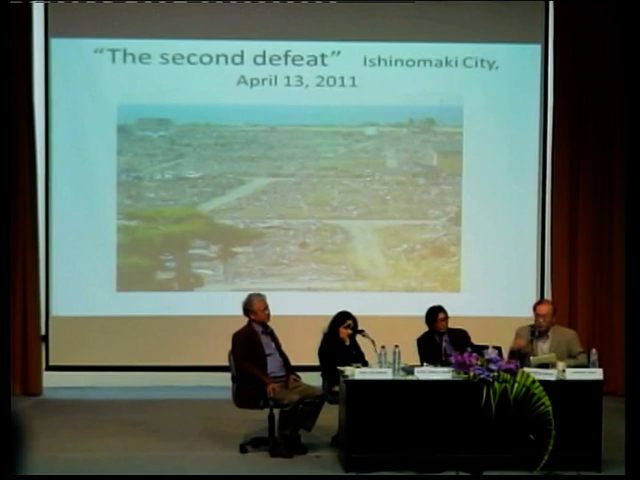 “The second defeat” Ishinomaki City,
April 13, 2011